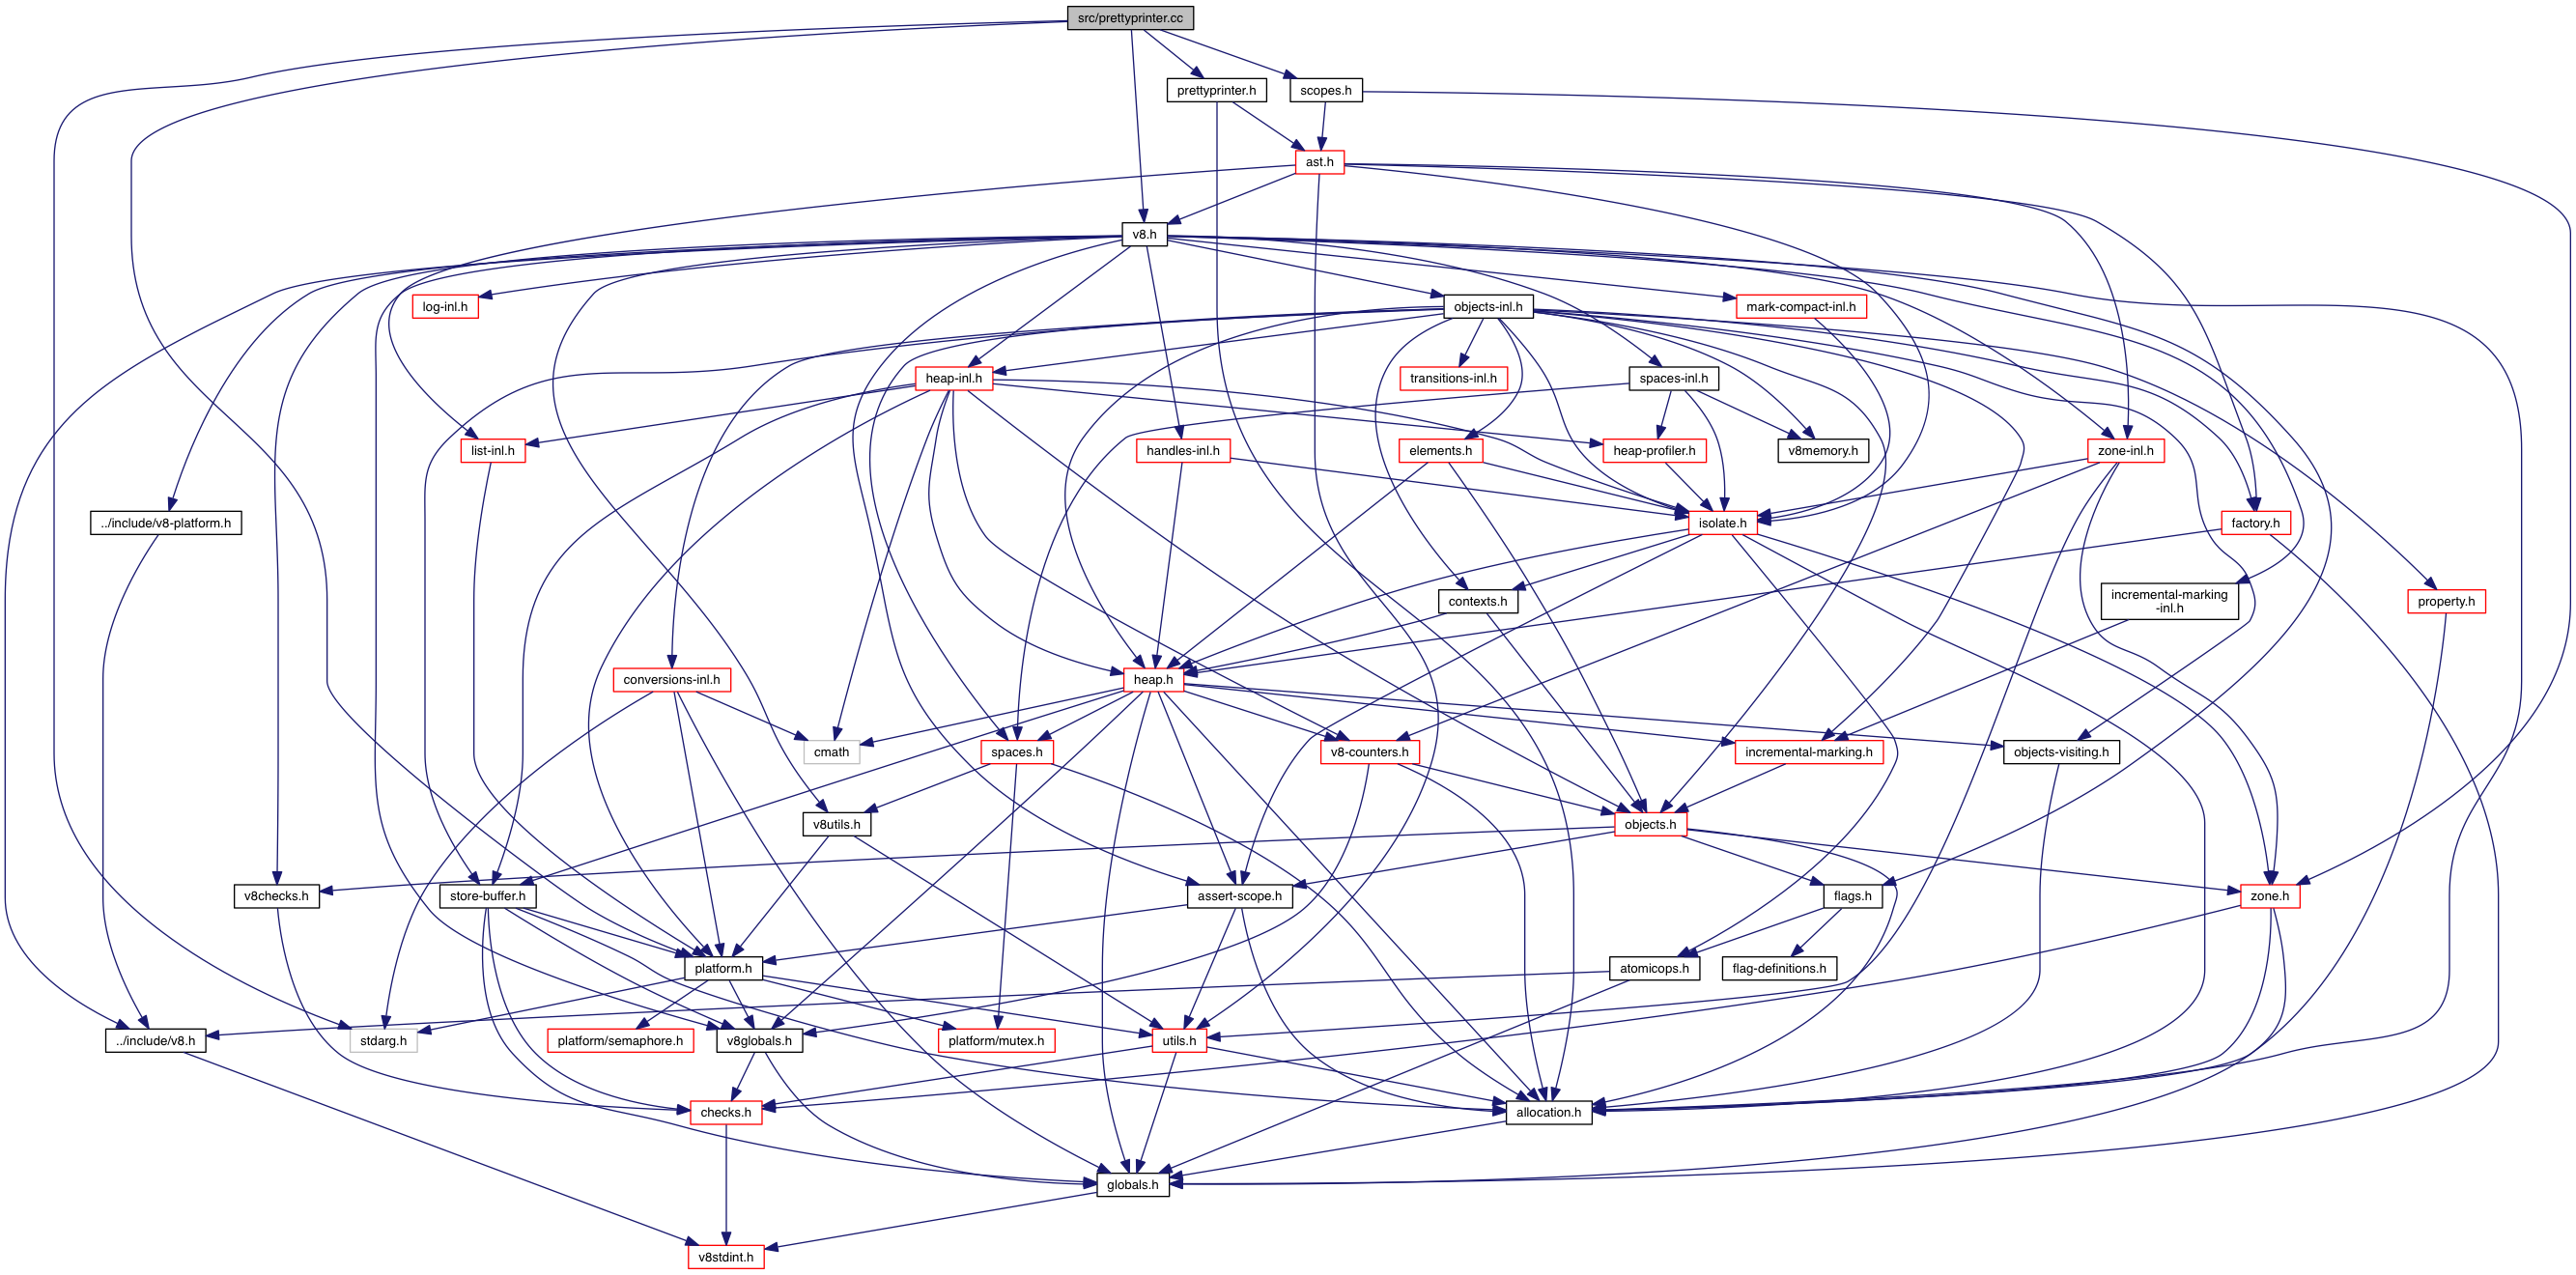 src/prettyprinter.cc
prettyprinter.h
scopes.h
ast.h
v8.h
log-inl.h
objects-inl.h
mark-compact-inl.h
heap-inl.h
transitions-inl.h
spaces-inl.h
list-inl.h
handles-inl.h
elements.h
heap-profiler.h
v8memory.h
zone-inl.h
../include/v8-platform.h
isolate.h
factory.h
contexts.h
incremental-marking
-inl.h
property.h
conversions-inl.h
heap.h
cmath
spaces.h
v8-counters.h
incremental-marking.h
objects-visiting.h
v8utils.h
objects.h
v8checks.h
store-buffer.h
assert-scope.h
flags.h
zone.h
platform.h
atomicops.h
flag-definitions.h
../include/v8.h
stdarg.h
platform/semaphore.h
v8globals.h
platform/mutex.h
utils.h
checks.h
allocation.h
globals.h
v8stdint.h